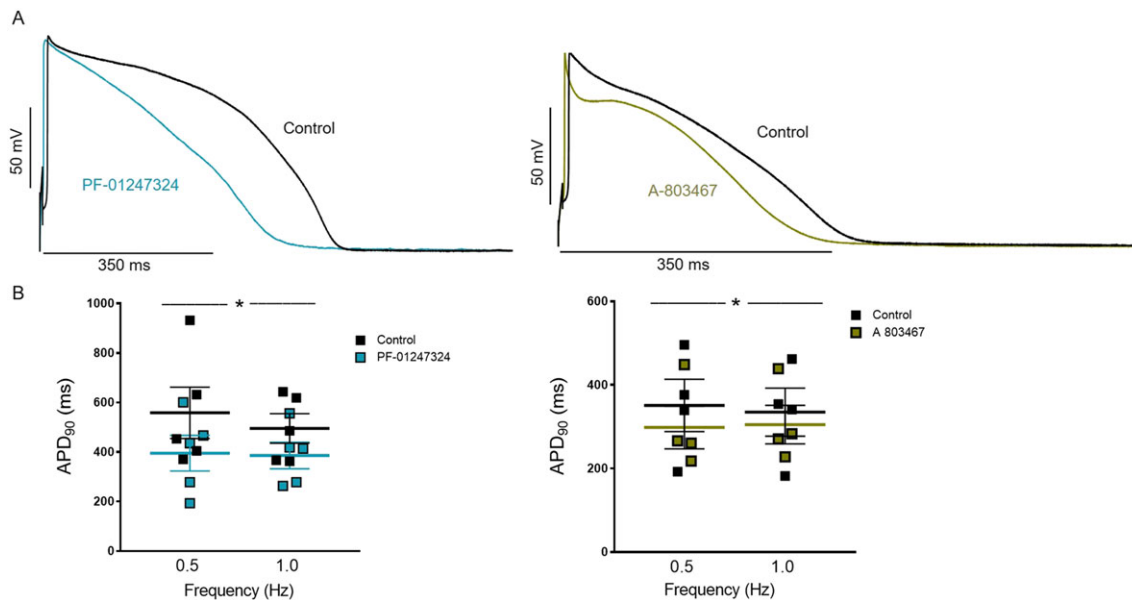 A
50 mV
Control
PF-01247324
350 ms
50 mV
Control
A-803467
350 ms
B
APD90 (ms)
1000
800
600
400
200
0
*
Control
PF-01247324
0.5
1.0
Frequency (Hz)
APD90 (ms)
600
400
200
0
*
Control
A 803467
0.5
1.0
Frequency (Hz)